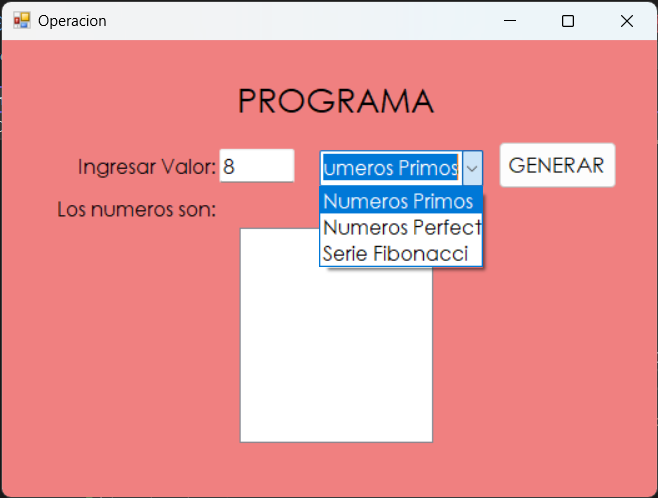 Operacion
PROGRAMA
Ingresar Valor: 8 umeros Primos GENERAR
Los numeros son:
Numeros Primos
Numeros Perfect
Serie Fibonacci